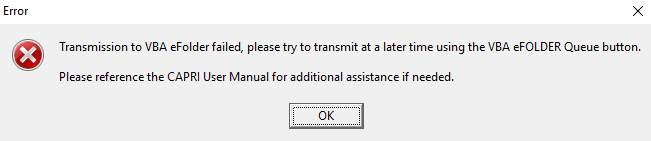 Error
Transmission to VBA eFolder failed, please try to transmit at a later time using the VBA eFOLDER Queue button.
Please reference the CAPRI User Manual for additional assistance if needed.
OK